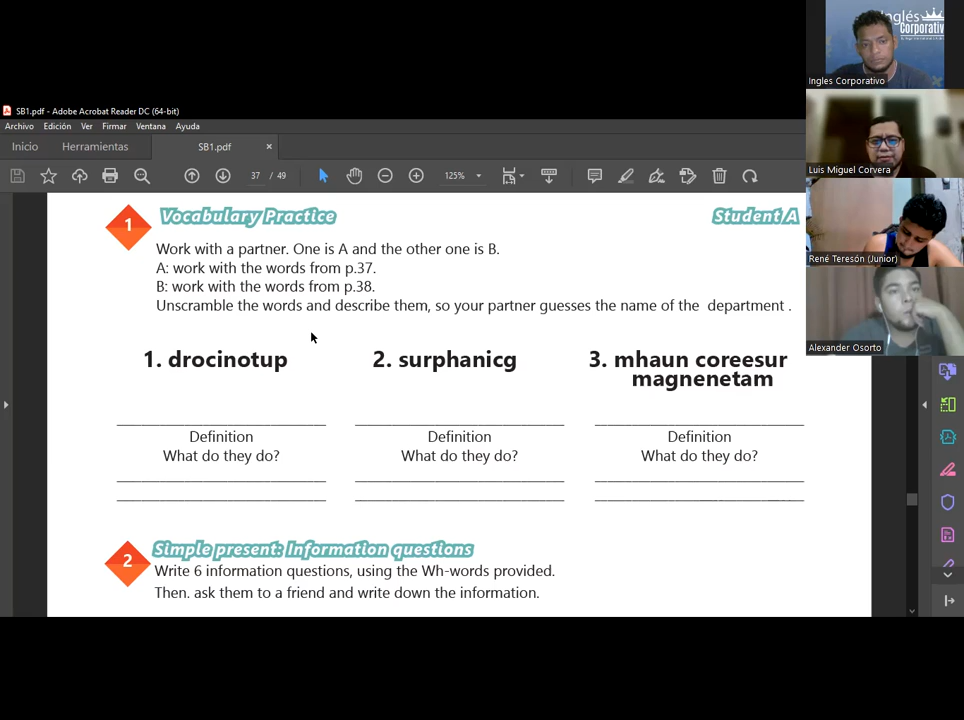 Inglés
Corporativo
Ingles Corporativo
Luis Miguel Corvera
René Teresón (Junior)
Alexander Osorto
SB1.pdf - Adobe Acrobat Reader DC (64-bit)
Archivo Edición Ver Firmar Ventana Ayuda
Inicio Herramientas SB1.pdf ×
37 / 49 125%
1 Vocabulary Practice Student A
Work with a partner. One is A and the other one is B.
A: work with the words from p.37.
B: work with the words from p.38.
Unscramble the words and describe them, so your partner guesses the name of the department .
1. drocinotup 2. surphanicg 3. mhaun coreesur
magnenetam
Definition Definition Definition
What do they do? What do they do? What do they do?
2 Simple present: Information questions
Write 6 information questions, using the Wh-words provided.
Then. ask them to a friend and write down the information.